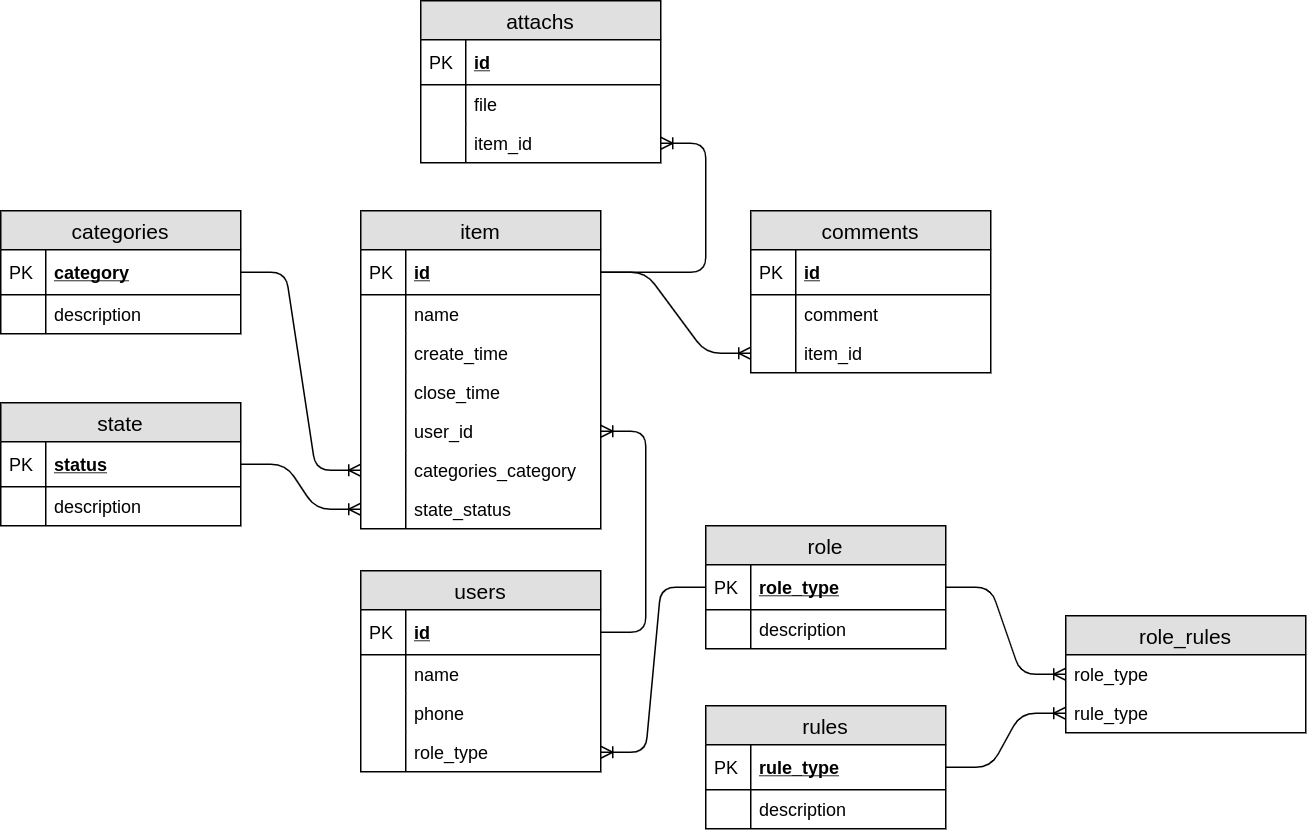 attachs
PK id
file
item_id
categories
PK category
description
item
PK id
name
create_time
close_time
user_id
categories_category
state_status
comments
PK id
comment
item_id
state
PK status
description
users
PK id
name
phone
role_type
role
PK role_type
description
rules
PK rule_type
description
role_rules
role_type
rule_type